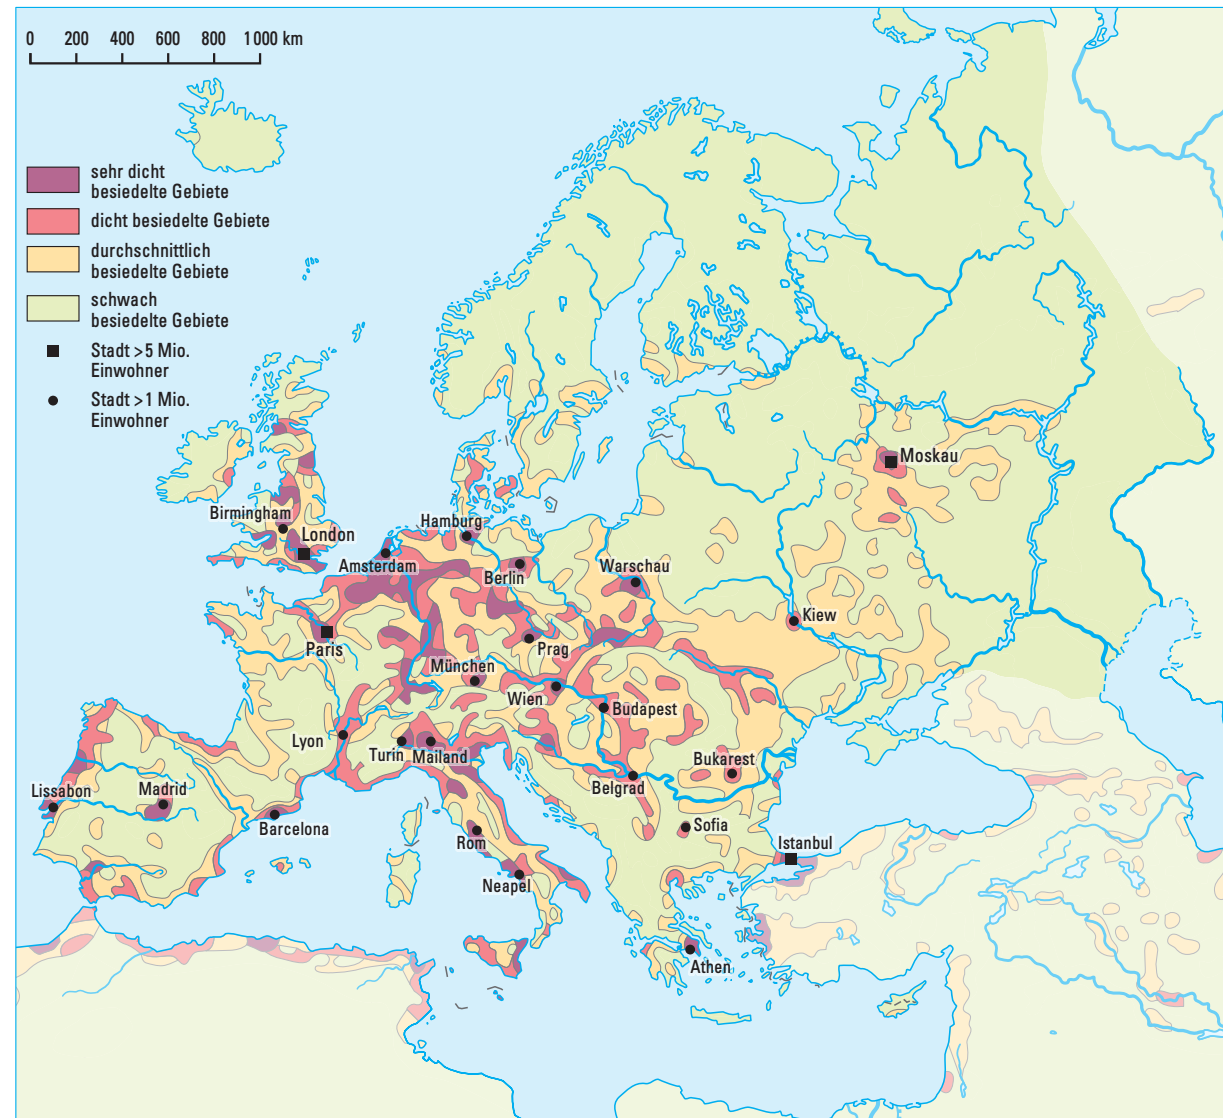 0 200 400 600 800 1 000 km
sehr dicht
besiedelte Gebiete
dicht besiedelte Gebiete
durchschnittlich
besiedelte Gebiete
schwach
besiedelte Gebiete
Stadt >5 Mio.
Einwohner
Stadt >1 Mio.
Einwohner
Moskau
Birmingham
London
Hamburg
Amsterdam
Berlin
Warschau
Kiew
Paris
Prag
München
Wien
Budapest
Lyon
Turin
Mailand
Bukarest
Belgrad
Lissabon
Madrid
Barcelona
Sofia
Rom
Istanbul
Neapel
Athen